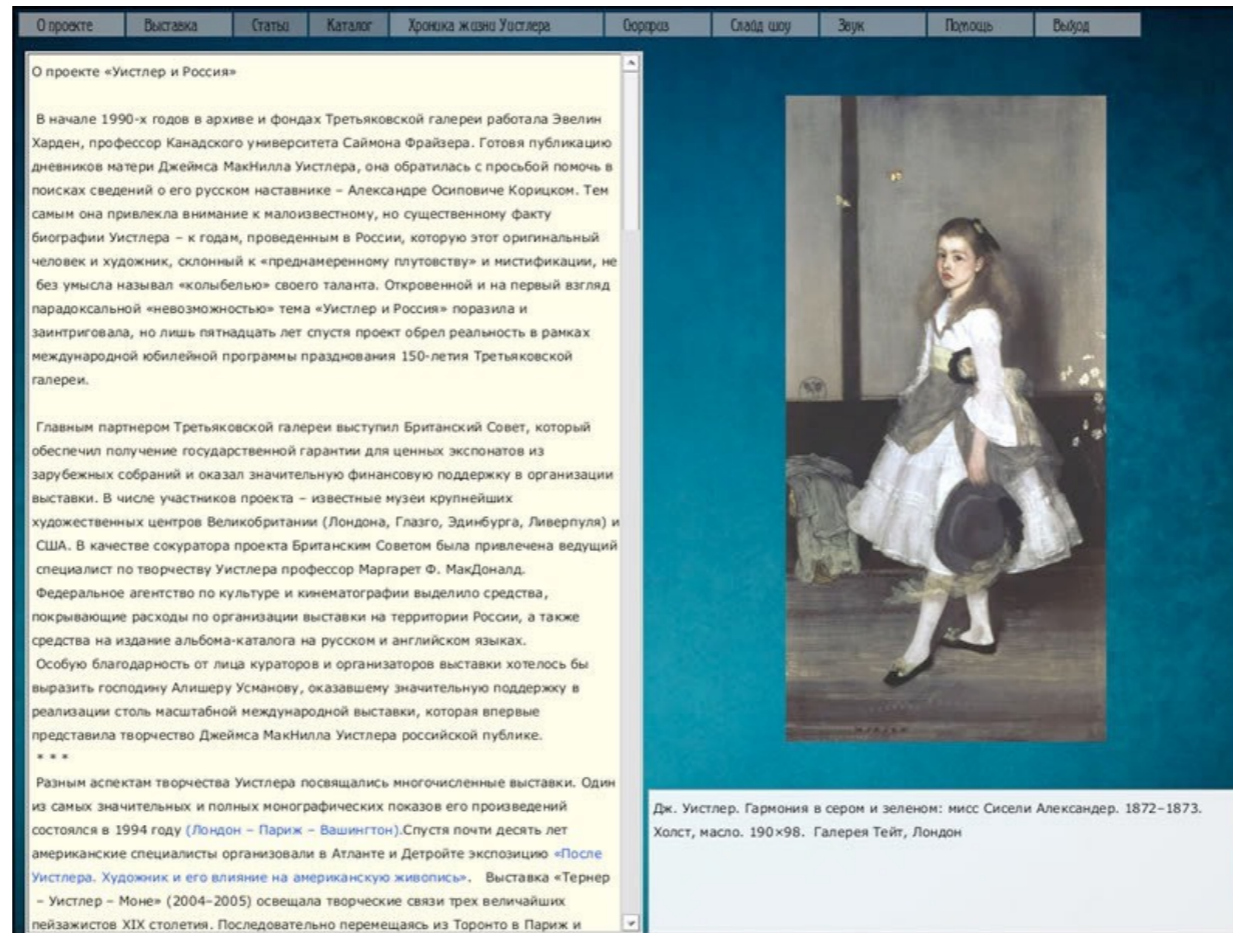 О проекте
Выставка
Статьи
Каталог
Хроника жизни Уистлера
Сюрприз
Слайд шоу
Звук
Помощь
Выход
О проекте «Уистлер и Россия»
В начале 1990-х годов в архиве и фондах Третьяковской галереи работала Эвелин
Харден, профессор Канадского университета Саймона Фрайзера. Готовя публикацию
дневников матери Джеймса МакНилла Уистлера, она обратилась с просьбой помочь в
поисках сведений о его русском наставнике – Александре Осиповиче Корицком. Тем
самым она привлекла внимание к малоизвестному, но существенному факту
биографии Уистлера – к годам, проведенным в России, которую этот оригинальный
человек и художник, склонный к «преднамеренному плутовству» и мистификации, не
без умысла называл «колыбелью» своего таланта. Откровенной и на первый взгляд
парадоксальной «невозможностью» тема «Уистлер и Россия» поразила и
заинтриговала, но лишь пятнадцать лет спустя проект обрел реальность в рамках
международной юбилейной программы празднования 150-летия Третьяковской
галереи.
Главным партнером Третьяковской галереи выступил Британский Совет, который
обеспечил получение государственной гарантии для ценных экспонатов из
зарубежных собраний и оказал значительную финансовую поддержку в организации
выставки. В числе участников проекта – известные музеи крупнейших
художественных центров Великобритании (Лондона, Глазго, Эдинбурга, Ливерпуля) и
США. В качестве сокуратора проекта Британским Советом была привлечена ведущий
специалист по творчеству Уистлера профессор Маргарет Ф. МакДоналд.
Федеральное агентство по культуре и кинематографии выделило средства,
покрывающие расходы по организации выставки на территории России, а также
средства на издание альбома-каталога на русском и английском языках.
Особую благодарность от лица кураторов и организаторов выставки хотелось бы
выразить господину Алишеру Усманову, оказавшему значительную поддержку в
реализации столь масштабной международной выставки, которая впервые
представила творчество Джеймса МакНилла Уистлера российской публике.
* * *
Разным аспектам творчества Уистлера посвящались многочисленные выставки. Один
из самых значительных и полных монографических показов его произведений
состоялся в 1994 году (Лондон – Париж – Вашингтон).Спустя почти десять лет
американские специалисты организовали в Атланте и Детройте экспозицию «После
Уистлера. Художник и его влияние на американскую живопись». Выставка «Тернер
– Уистлер – Моне» (2004–2005) освещала творческие связи трех величайших
пейзажистов XIX столетия. Последовательно перемещаясь из Торонто в Париж и
Дж. Уистлер. Гармония в сером и зеленом: мисс Сисели Александер. 1872–1873.
Холст, масло. 190×98. Галерея Тейт, Лондон